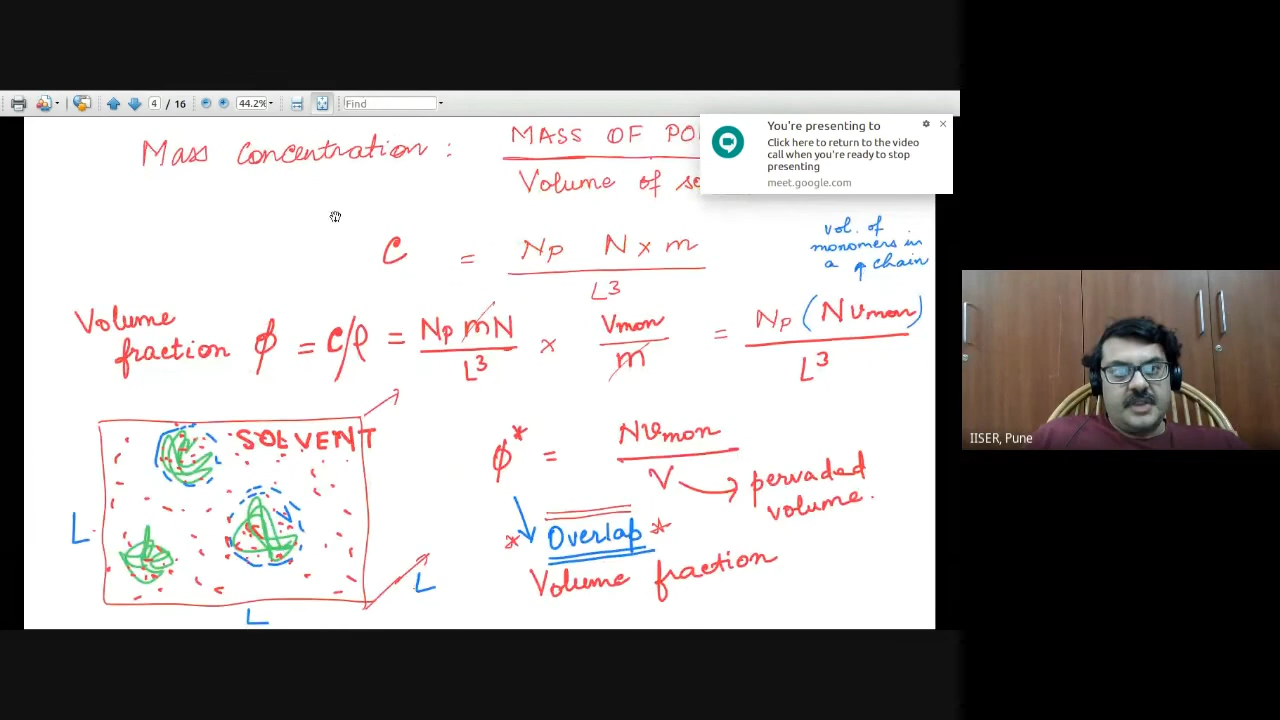 4 / 16
44.2%
Find
You're presenting to
Click here to return to the video
call when you're ready to stop
presenting
meet.google.com
Mass Concentration : MASS OF PO
Volume of so
C = Np N x m
L³
vol. of
monomers in
a chain
Volume
fraction ϕ = C/ρ = Np m N / L³ × Vmon / m = Np (N vmon) / L³
SOLVENT
L
L
L
ϕ* = Nvmon
V → pervaded
volume.
* Overlap *
Volume fraction
IISER, Pune